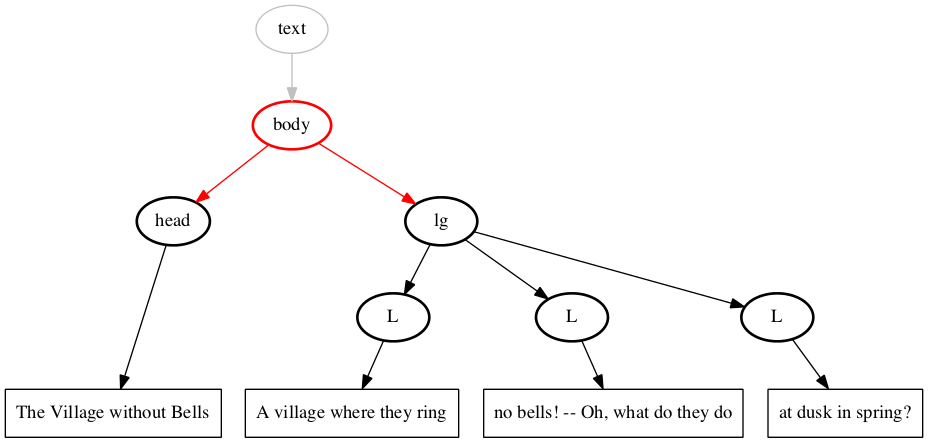 text
body
head
lg
L
L
L
The Village without Bells
A village where they ring
no bells! -- Oh, what do they do
at dusk in spring?